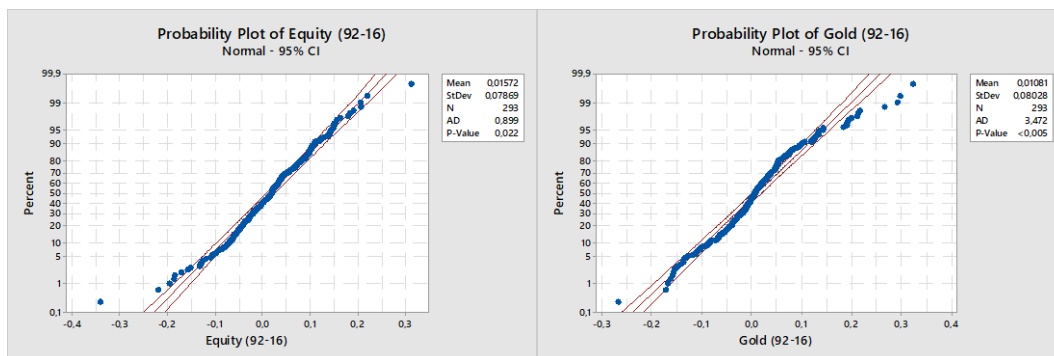 Probability Plot of Equity (92-16)
Normal - 95% CI
99,9
99
95
90
80
70
60
50
40
30
20
10
5
1
0,1
Percent
-0,4 -0,3 -0,2 -0,1 0,0 0,1 0,2 0,3
Equity (92-16)
Mean 0,01572
StDev 0,07869
N 293
AD 0,899
P-Value 0,022
Probability Plot of Gold (92-16)
Normal - 95% CI
99,9
99
95
90
80
70
60
50
40
30
20
10
5
1
0,1
Percent
-0,3 -0,2 -0,1 0,0 0,1 0,2 0,3 0,4
Gold (92-16)
Mean 0,01081
StDev 0,08028
N 293
AD 3,472
P-Value <0,005